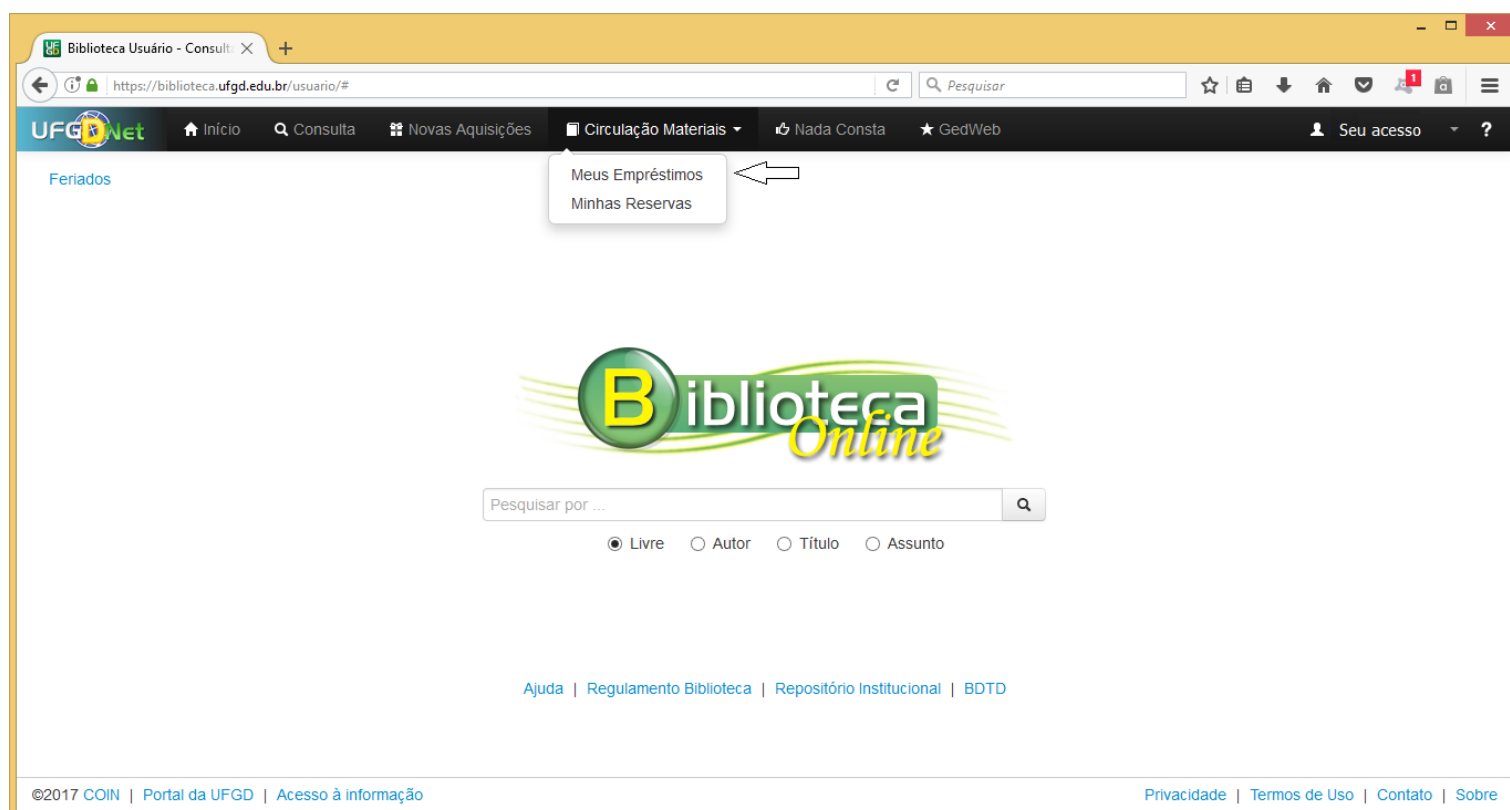 UFGD Biblioteca Usuário - Consult
https://biblioteca.ufgd.edu.br/usuario/#
Pesquisar
1
UFGDNet Início Consulta Novas Aquisições Circulação Materiais Nada Consta GedWeb Seu acesso ?
Feriados
Meus Empréstimos
Minhas Reservas
Biblioteca
Online
Pesquisar por ...
Livre Autor Título Assunto
Ajuda | Regulamento Biblioteca | Repositório Institucional | BDTD
©2017 COIN | Portal da UFGD | Acesso à informação Privacidade | Termos de Uso | Contato | Sobre